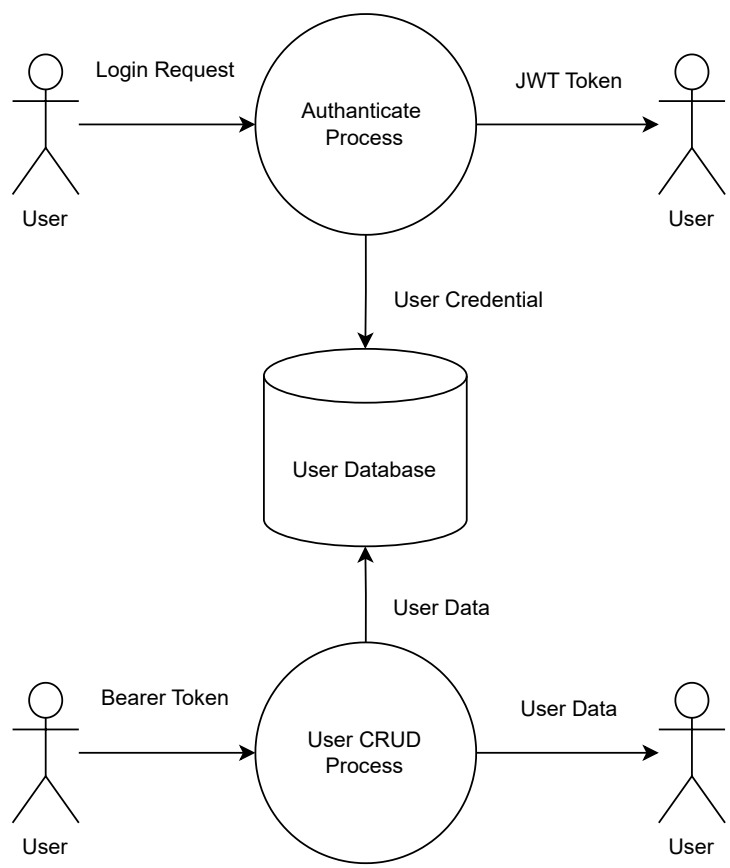 Login Request
JWT Token
Authanticate
Process
User
User
User Credential
User Database
User Data
Bearer Token
User Data
User CRUD
Process
User
User